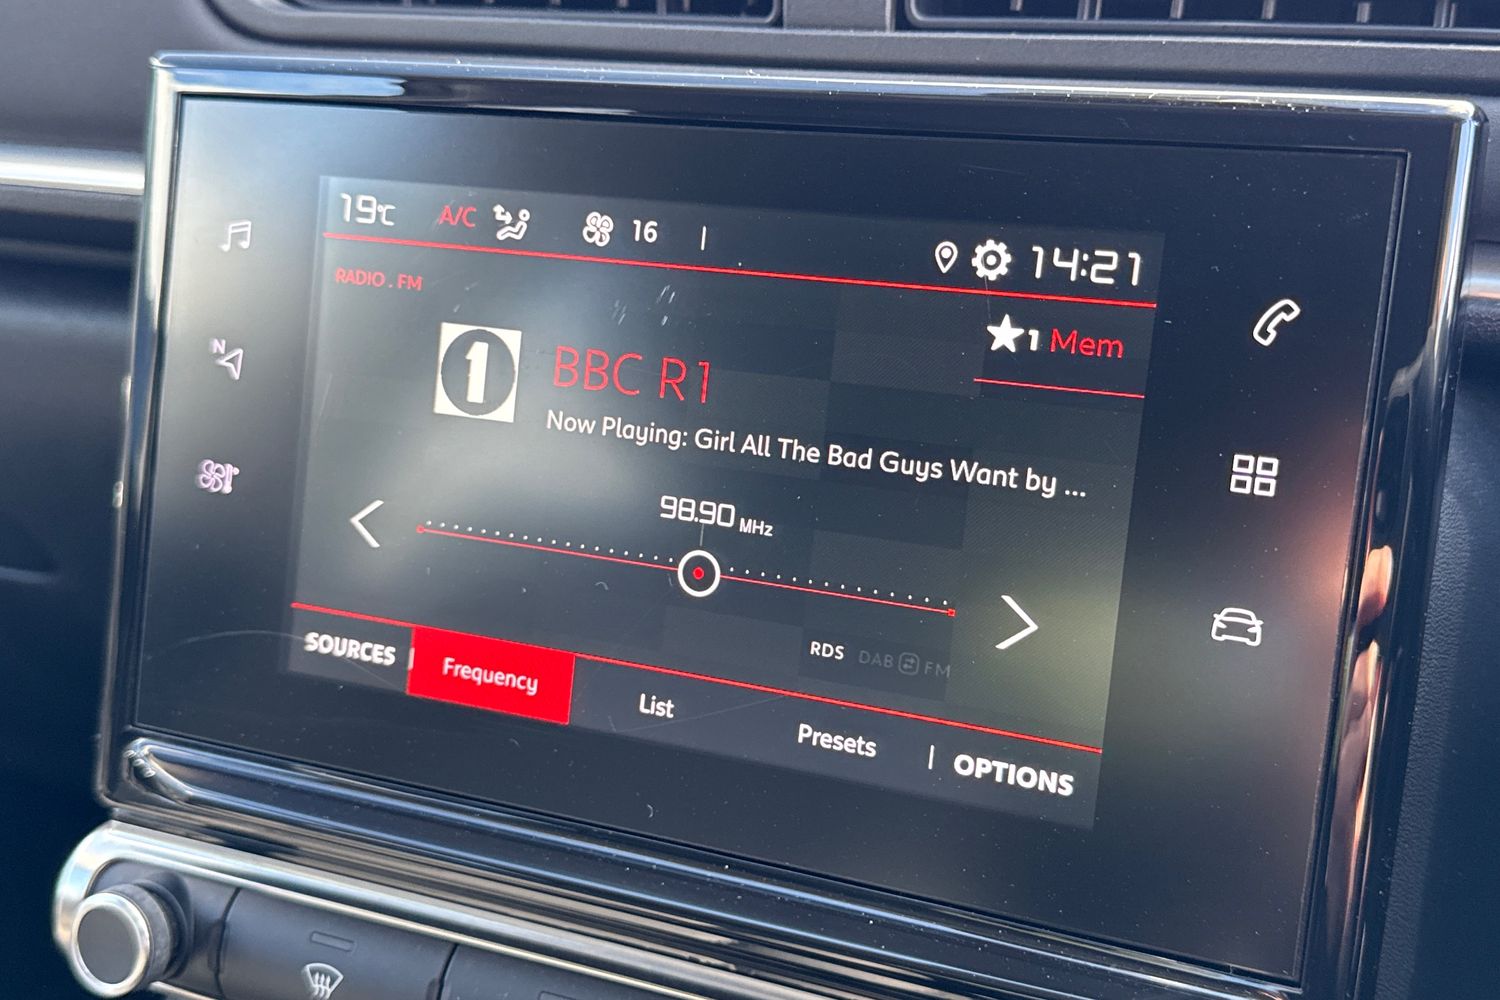 19°C A/C 16 | 14:21
RADIO . FM
1 Mem
1
BBC R1
Now Playing: Girl All The Bad Guys Want by ...
N
98.90 MHz
RDS DAB FM
SOURCES | Frequency List Presets | OPTIONS